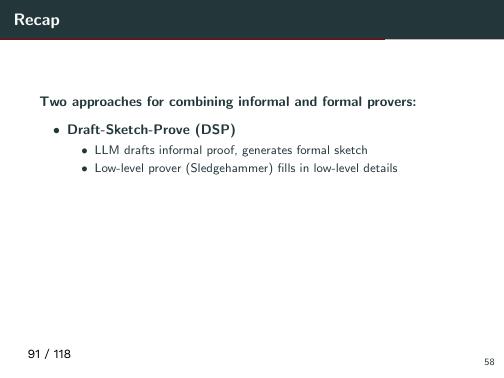 Recap
Two approaches for combining informal and formal provers:
• Draft-Sketch-Prove (DSP)
• LLM drafts informal proof, generates formal sketch
• Low-level prover (Sledgehammer) fills in low-level details
91 / 118
58